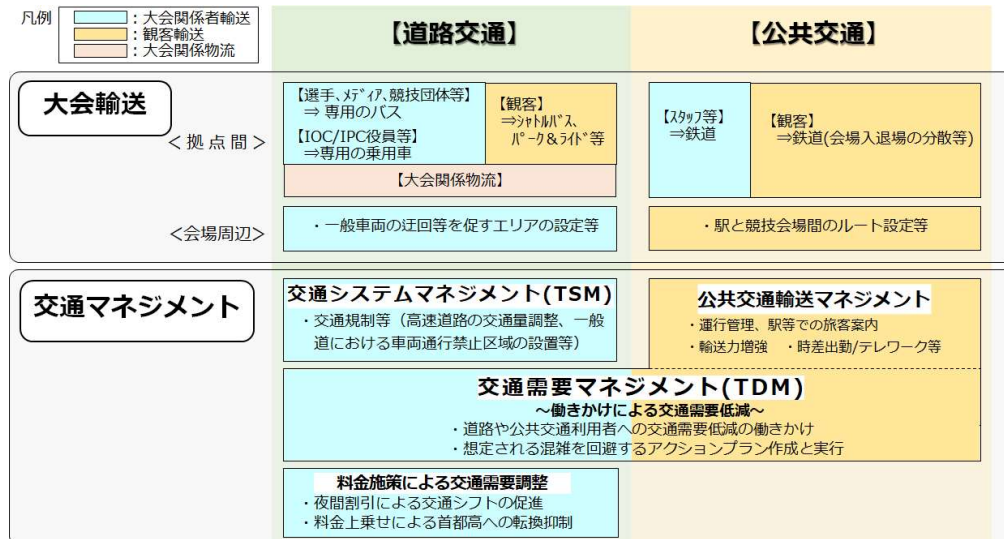 凡例
：大会関係者輸送
：観客輸送
：大会関係物流
【道路交通】
【公共交通】
大会輸送
＜拠点間＞
【選手、ﾒﾃﾞｨｱ、競技団体等】
⇒ 専用のバス
【IOC/IPC役員等】
⇒専用の乗用車
【観客】
⇒ｼｬﾄﾙﾊﾞｽ、
ﾊﾟｰｸ＆ﾗｲﾄﾞ等
【大会関係物流】
【ｽﾀｯﾌ等】
⇒鉄道
【観客】
⇒鉄道(会場入退場の分散等)
＜会場周辺＞
・一般車両の迂回等を促すエリアの設定等
・駅と競技会場間のルート設定等
交通マネジメント
交通システムマネジメント(TSM)
・交通規制等（高速道路の交通量調整、一般
道における車両通行禁止区域の設置等）
公共交通輸送マネジメント
・運行管理、駅等での旅客案内
・輸送力増強　・時差出勤/テレワーク等
交通需要マネジメント(TDM)
～働きかけによる交通需要低減～
・道路や公共交通利用者への交通需要低減の働きかけ
・想定される混雑を回避するアクションプラン作成と実行
料金施策による交通需要調整
・夜間割引による交通シフトの促進
・料金上乗せによる首都高への転換抑制